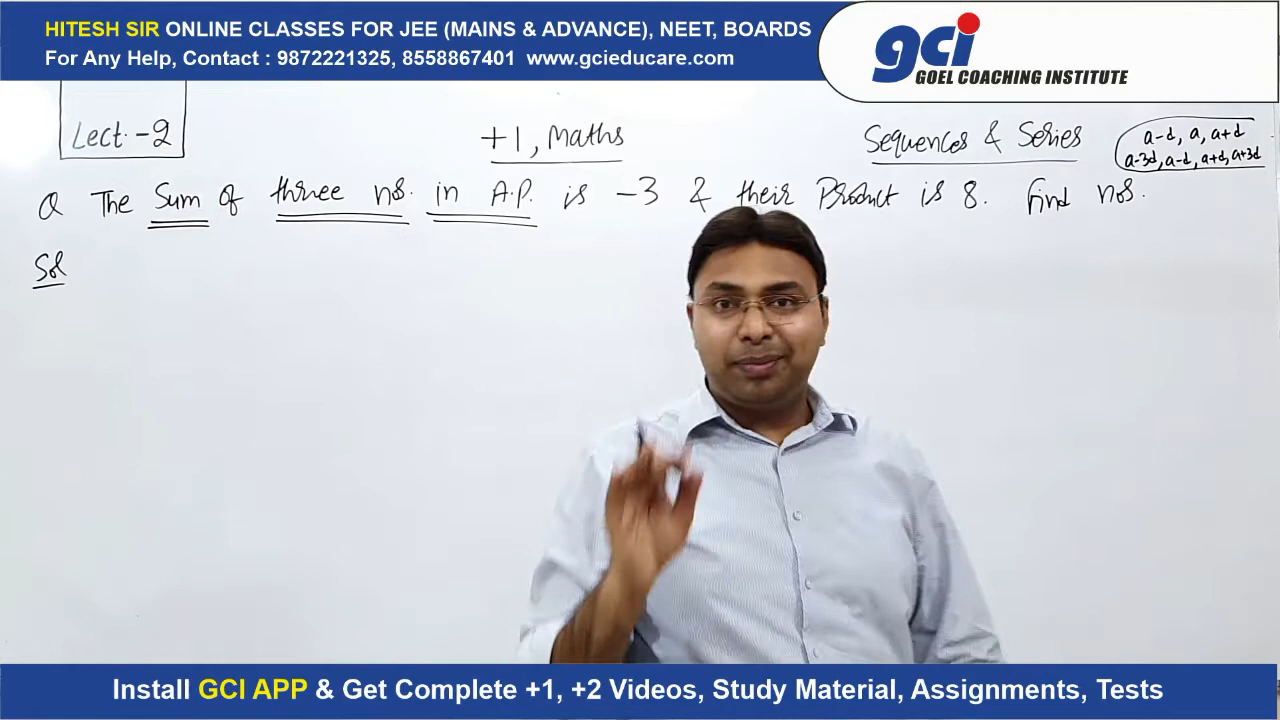 HITESH SIR ONLINE CLASSES FOR JEE (MAINS & ADVANCE), NEET, BOARDS
For Any Help, Contact : 9872221325, 8558867401 www.gcieducare.com
gci
GOEL COACHING INSTITUTE
Lect.-2
+1, Maths
Sequences & Series
a-d, a, a+d
a-3d, a-d, a+d, a+3d
Q The Sum of three no.s. in A.P. is -3 & their Product is 8. Find nos.
Sol
Install GCI APP & Get Complete +1, +2 Videos, Study Material, Assignments, Tests